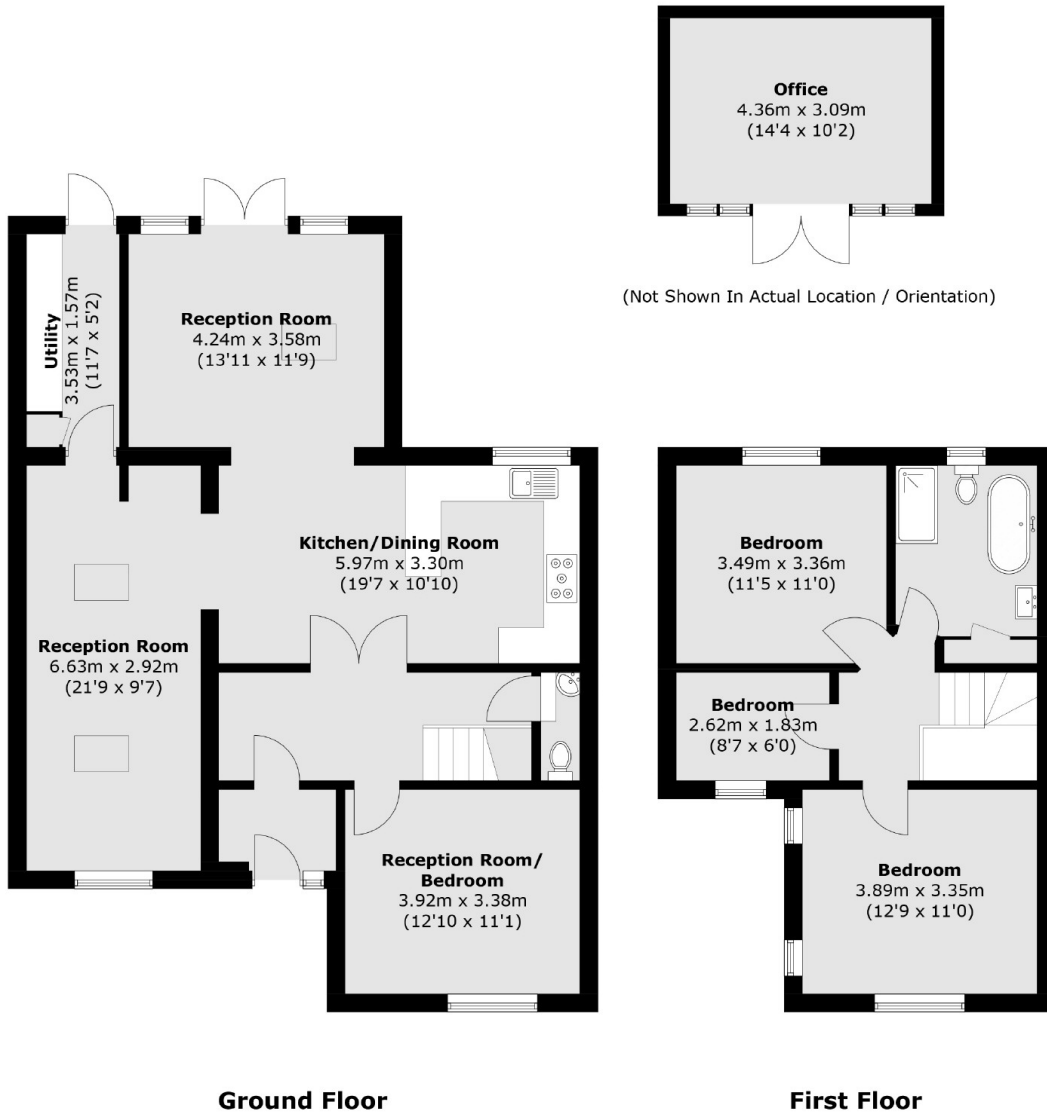 Office
4.36m x 3.09m
(14'4 x 10'2)
(Not Shown In Actual Location / Orientation)
Utility
3.53m x 1.57m
(11'7 x 5'2)
Reception Room
4.24m x 3.58m
(13'11 x 11'9)
Kitchen/Dining Room
5.97m x 3.30m
(19'7 x 10'10)
Reception Room
6.63m x 2.92m
(21'9 x 9'7)
Reception Room/
Bedroom
3.92m x 3.38m
(12'10 x 11'1)
Bedroom
3.49m x 3.36m
(11'5 x 11'0)
Bedroom
2.62m x 1.83m
(8'7 x 6'0)
Bedroom
3.89m x 3.35m
(12'9 x 11'0)
Ground Floor
First Floor